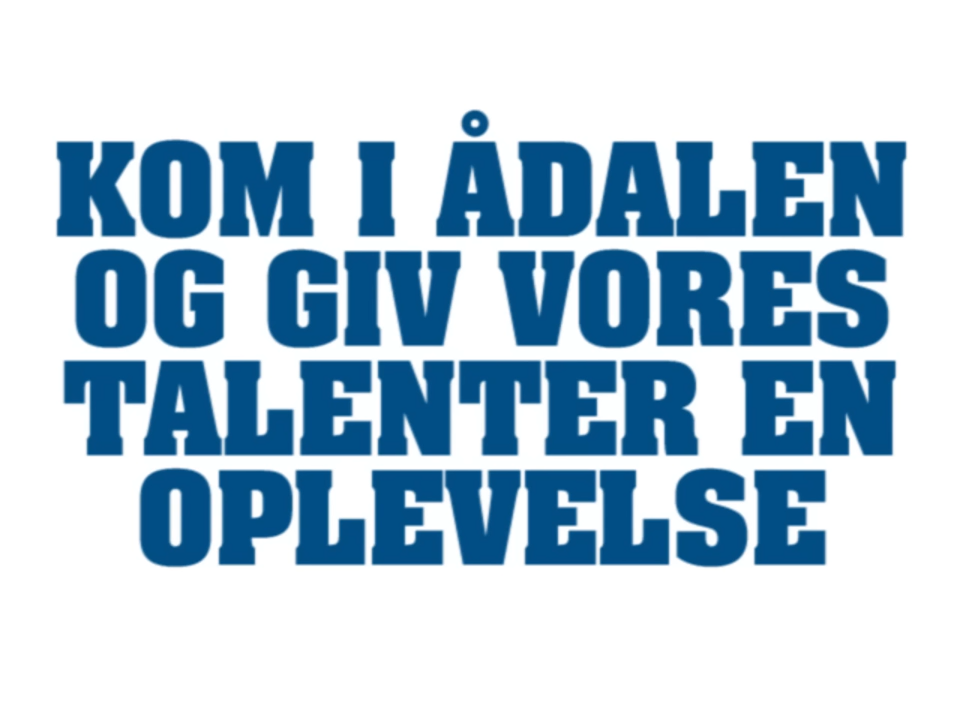 KOM I ÅDALEN
OG GIV VORES
TALENTER EN
OPLEVELSE